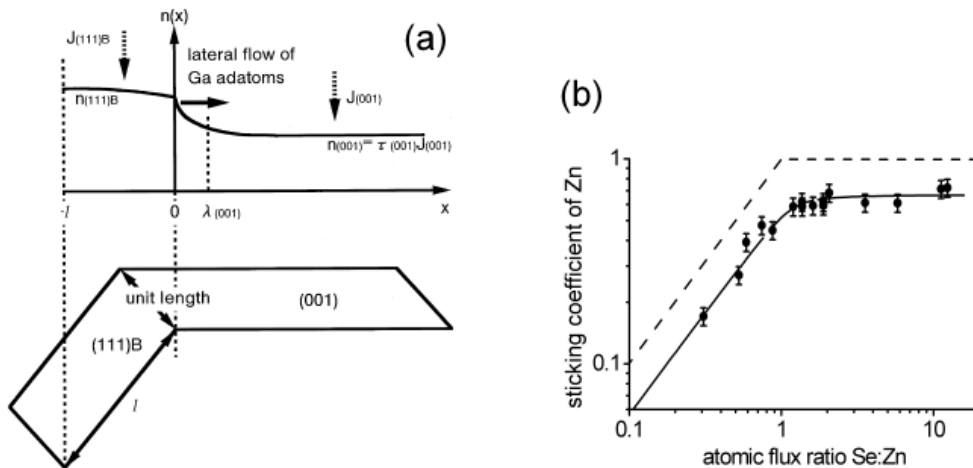 n(x)
(a)
J(111)B
lateral flow of
Ga adatoms
J(001)
n(111)B
n(001)= τ (001)J(001)
-l
0
λ (001)
x
unit length
(001)
(111)B
l
(b)
sticking coefficient of Zn
1
0.1
0.1
1
10
atomic flux ratio Se:Zn